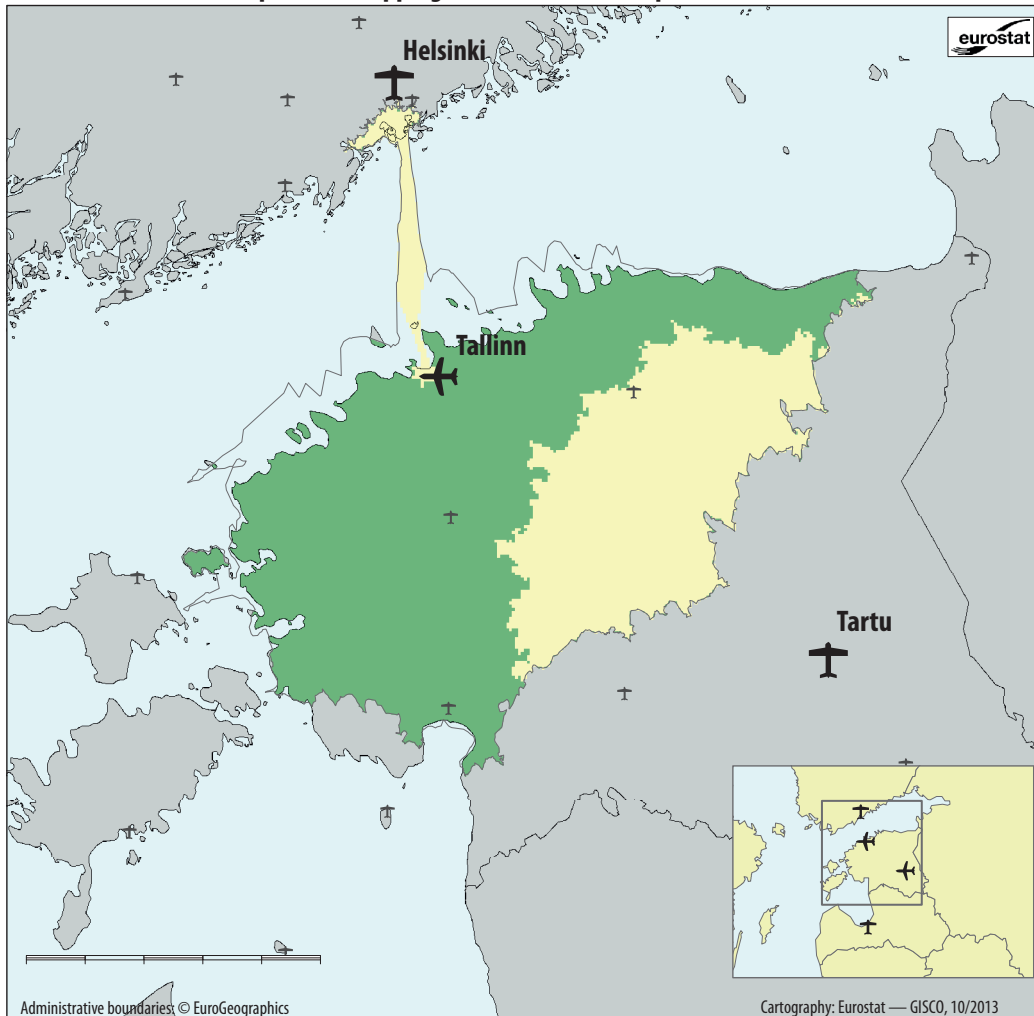 eurostat
Helsinki
Tallinn
Tartu
Administrative boundaries: © EuroGeographics
Cartography: Eurostat — GISCO, 10/2013